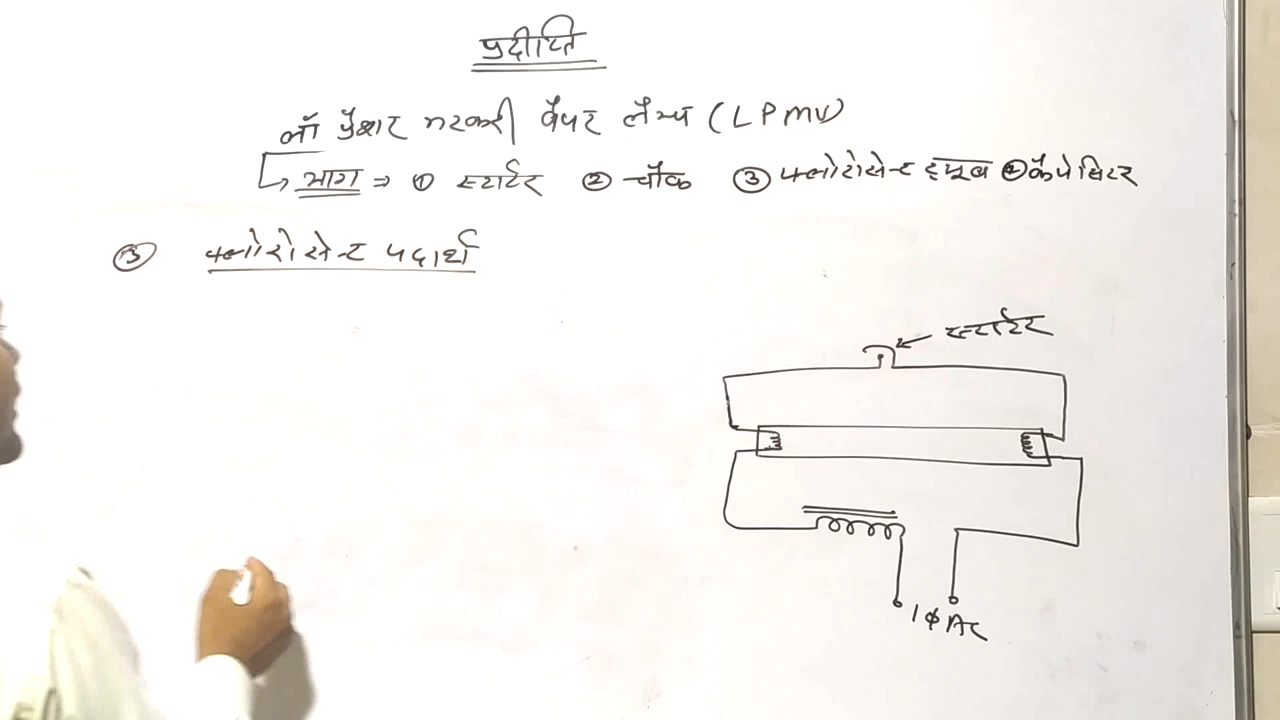 प्रदीप्ति
लॉ प्रैशर मरकरी वैपर लैम्प (LPMV)
भाग ⇒ ① स्टार्टर ② चौक ③ फ्लोरोसेन्ट ट्यूब ④ कैपेसिटर
③ फ्लोरोसेन्ट पदार्थ
स्टार्टर
1ϕ AC